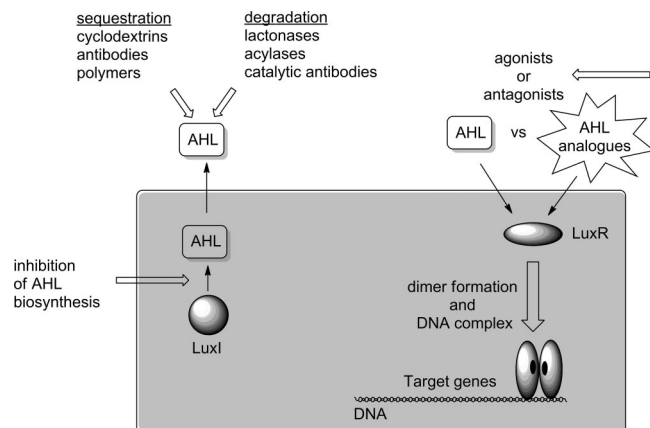 sequestration
cyclodextrins
antibodies
polymers
degradation
lactonases
acylases
catalytic antibodies
AHL
AHL
inhibition
of AHL
biosynthesis
LuxI
agonists
or
antagonists
AHL
vs
AHL
analogues
LuxR
dimer formation
and
DNA complex
Target genes
DNA